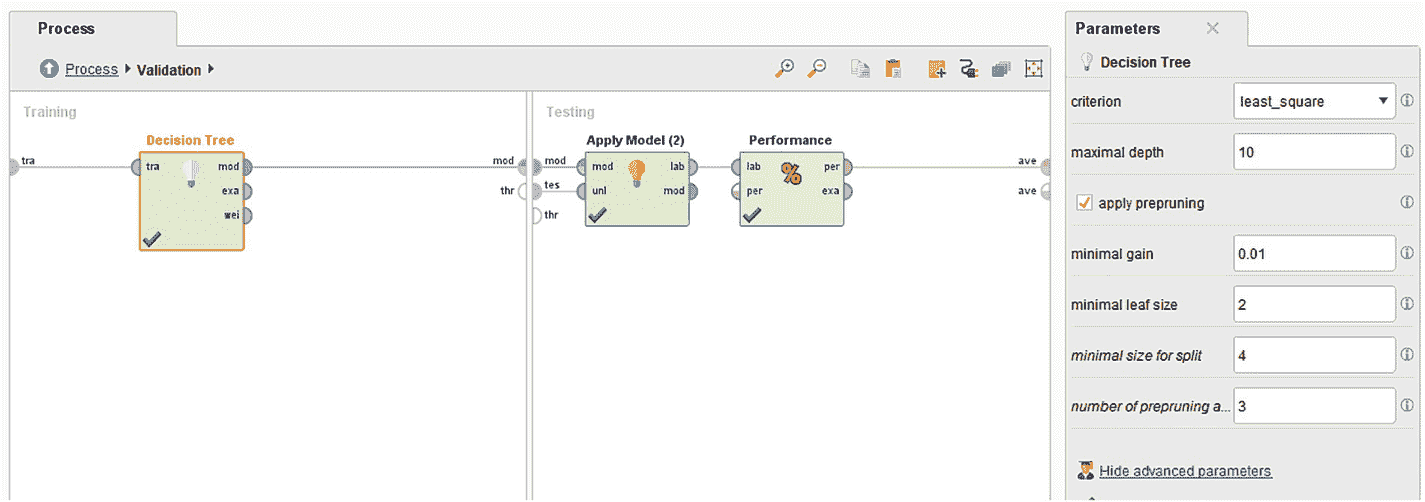 Process
Process Validation
Training
Testing
Decision Tree
tra
tra
mod
exa
wei
mod
thr
mod
tes
thr
Apply Model (2)
mod
unl
lab
mod
Performance
%
lab
per
per
exa
ave
ave
Parameters
Decision Tree
criterion
least_square
maximal depth
10
apply prepruning
minimal gain
0.01
minimal leaf size
2
minimal size for split
4
number of prepruning a...
3
Hide advanced parameters